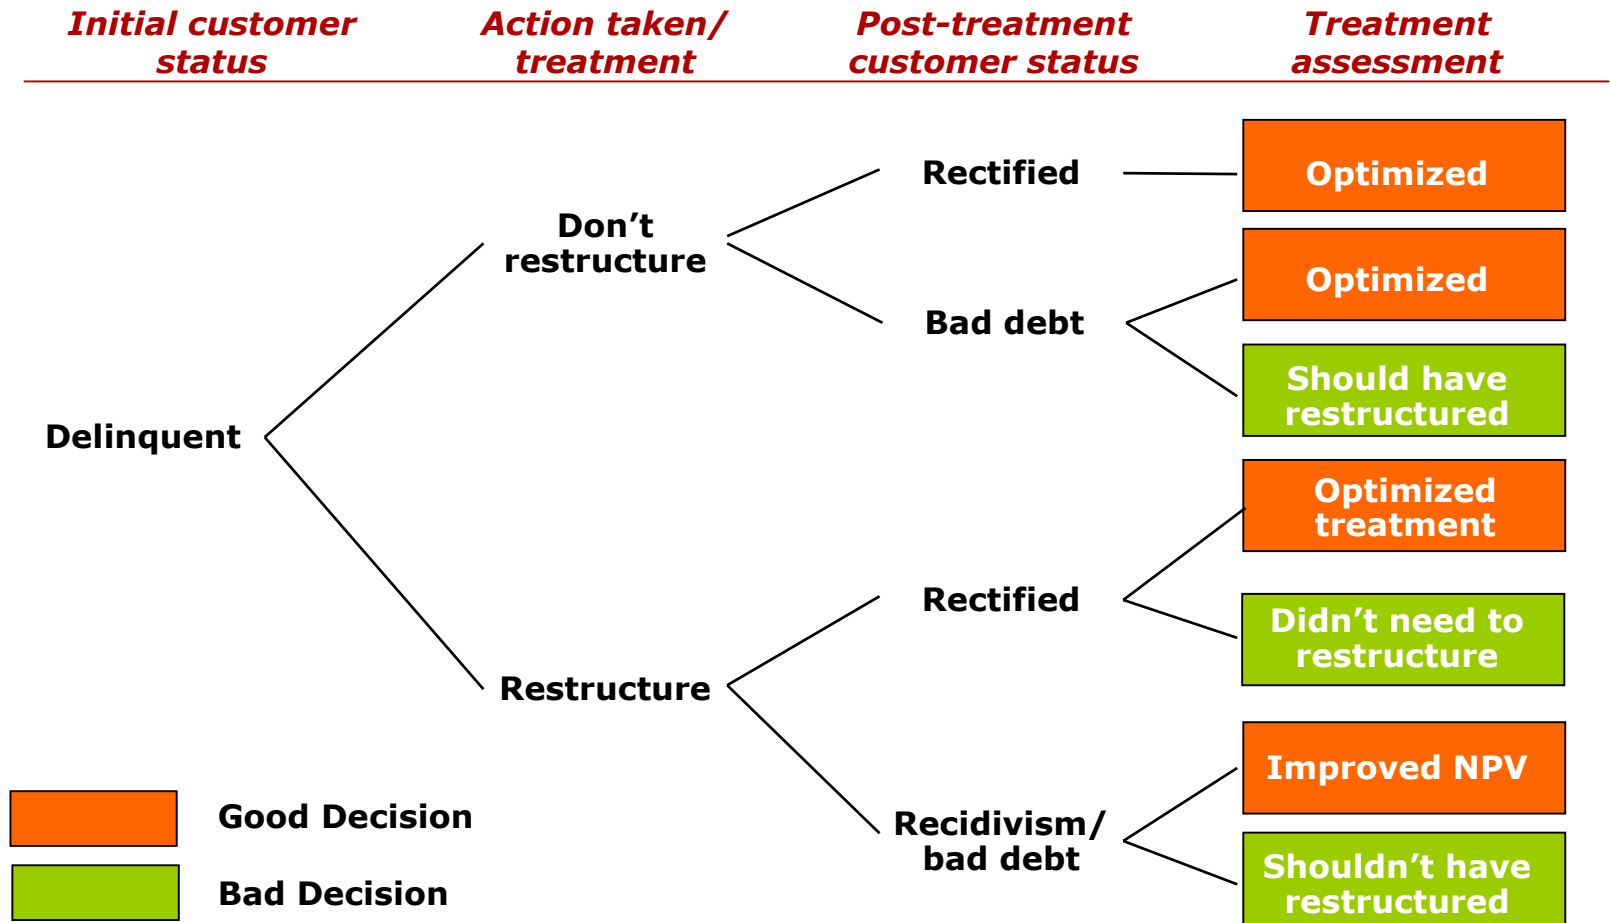 Initial customer
status
Action taken/
treatment
Post-treatment
customer status
Treatment
assessment
Delinquent
Don’t
restructure
Restructure
Rectified
Bad debt
Rectified
Recidivism/
bad debt
Optimized
Optimized
Should have
restructured
Optimized
treatment
Didn’t need to
restructure
Improved NPV
Shouldn’t have
restructured
Good Decision
Bad Decision